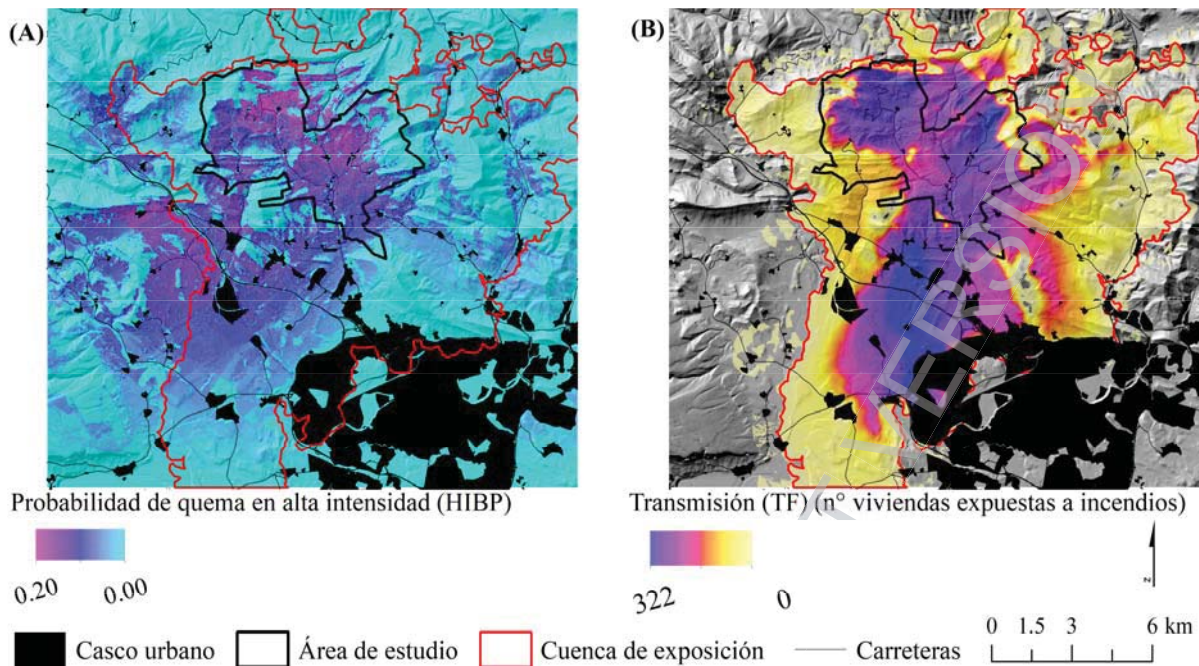 (A)
(B)
Probabilidad de quema en alta intensidad (HIBP)
0.20
0.00
Transmisión (TF) (n° viviendas expuestas a incendios)
322
0
z
Casco urbano
Área de estudio
Cuenca de exposición
Carreteras
0 1.5 3 6 km